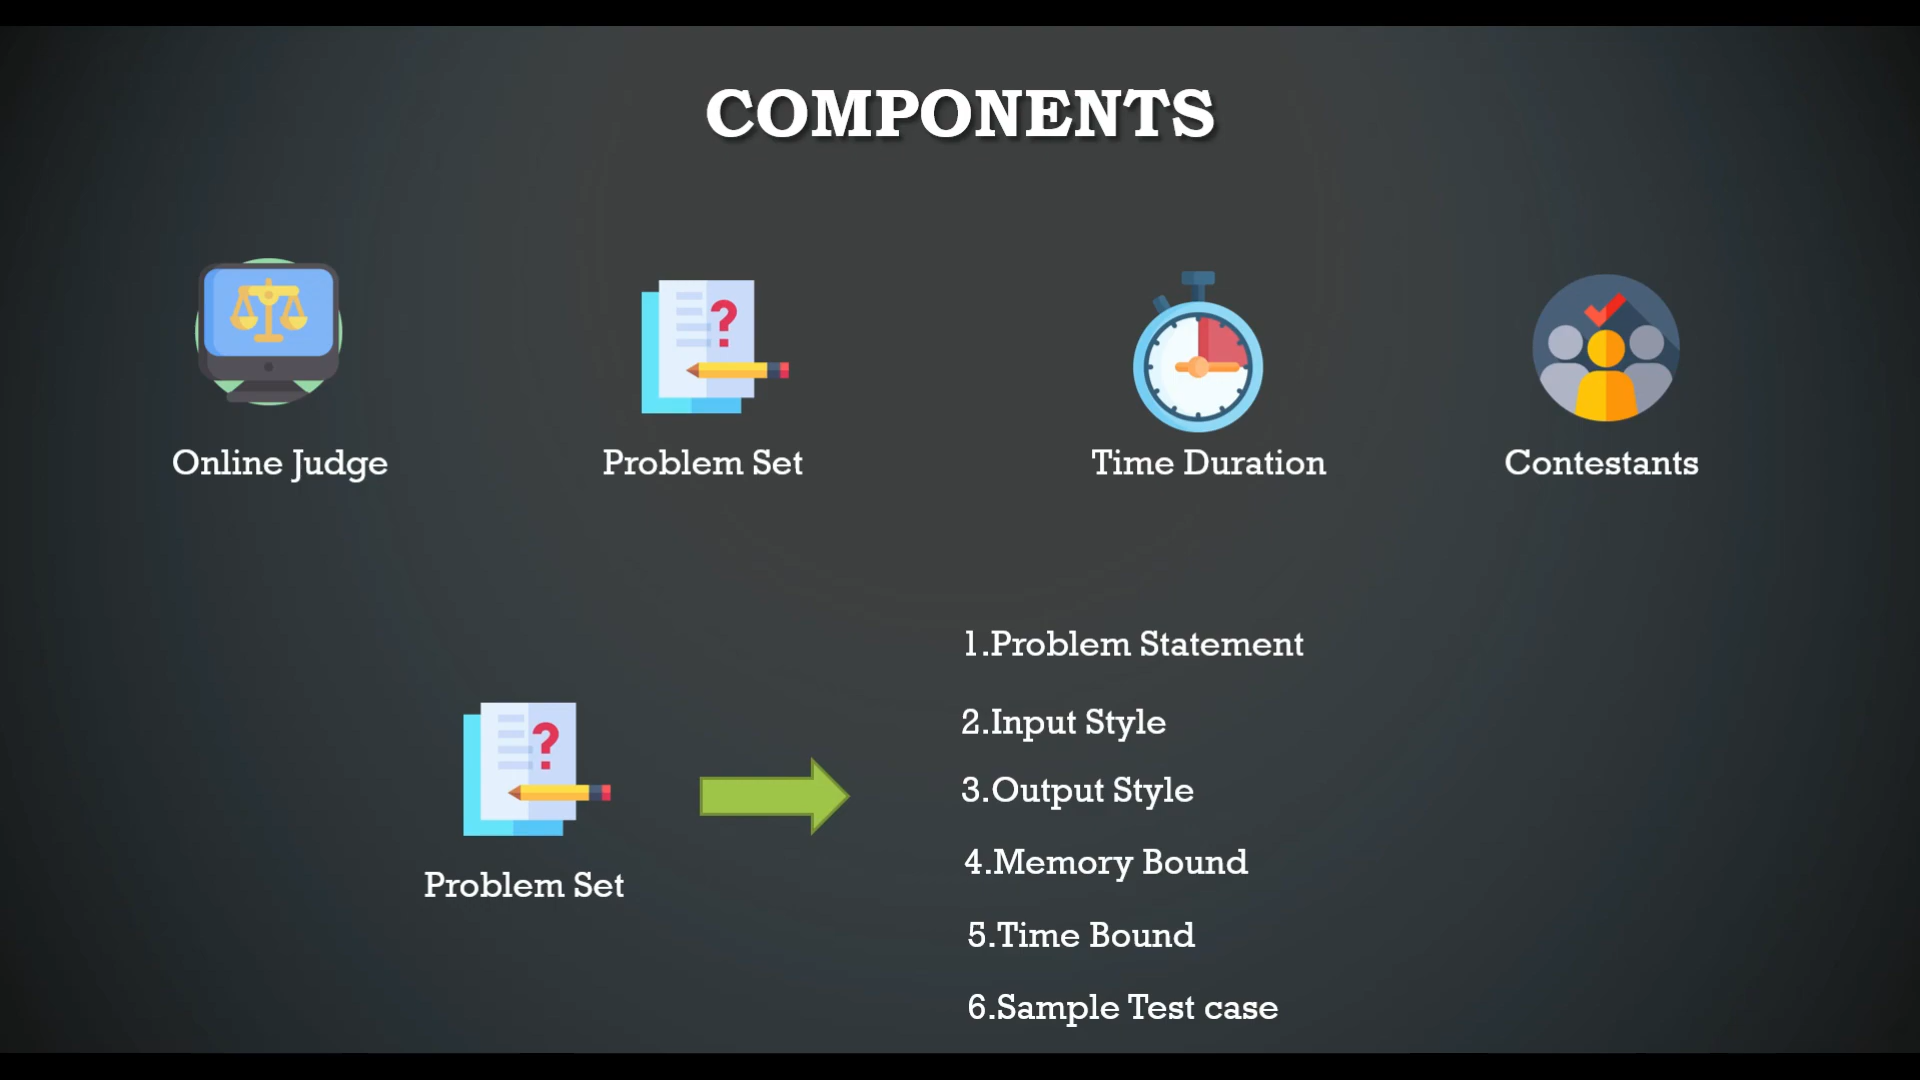 COMPONENTS
Online Judge
Problem Set
Time Duration
Contestants
Problem Set
1.Problem Statement
2.Input Style
3.Output Style
4.Memory Bound
5.Time Bound
6.Sample Test case